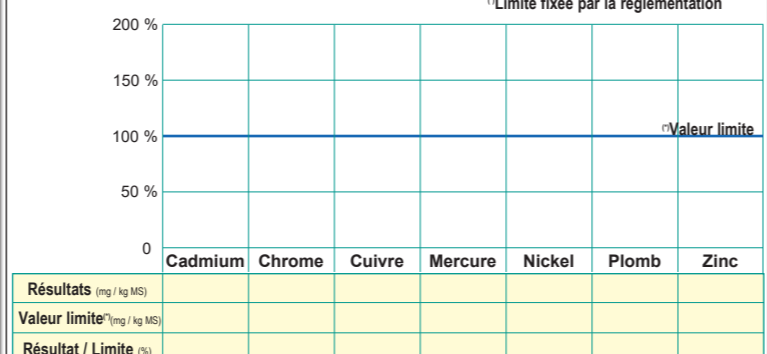 (*)Limite fixée par la réglementation
200 %
150 %
100 %
(*)Valeur limite
50 %
0
Cadmium Chrome Cuivre Mercure Nickel Plomb Zinc
Résultats (mg / kg MS)
Valeur limite(*)(mg / kg MS)
Résultat / Limite (%)